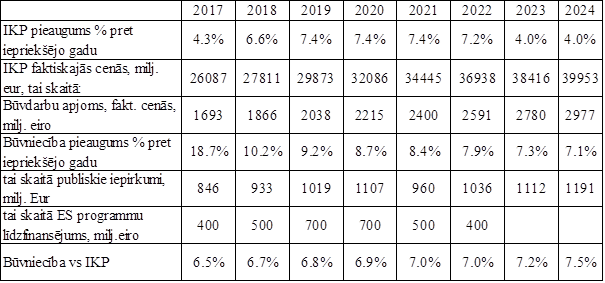 2017 2018 2019 2020 2021 2022 2023 2024
IKP pieaugums % pret
iepriekšējo gadu 4.3% 6.6% 7.4% 7.4% 7.4% 7.2% 4.0% 4.0%
IKP faktiskajās cenās, milj.
eur, tai skaitā: 26087 27811 29873 32086 34445 36938 38416 39953
Būvdarbu apjoms, fakt. cenās,
milj. eiro 1693 1866 2038 2215 2400 2591 2780 2977
Būvniecība pieaugums % pret
iepriekšējo gadu 18.7% 10.2% 9.2% 8.7% 8.4% 7.9% 7.3% 7.1%
tai skaitā publiskie iepirkumi,
milj. Eur 846 933 1019 1107 960 1036 1112 1191
tai skaitā ES programmu
līdzfinansējums, milj.eiro 400 500 700 700 500 400
Būvniecība vs IKP 6.5% 6.7% 6.8% 6.9% 7.0% 7.0% 7.2% 7.5%